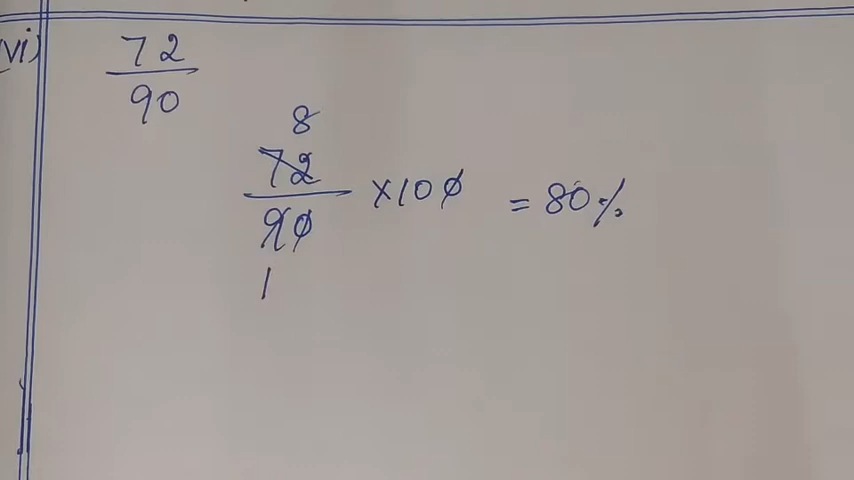 (vi) 72
90
8
72
90 ×100 = 80%
1